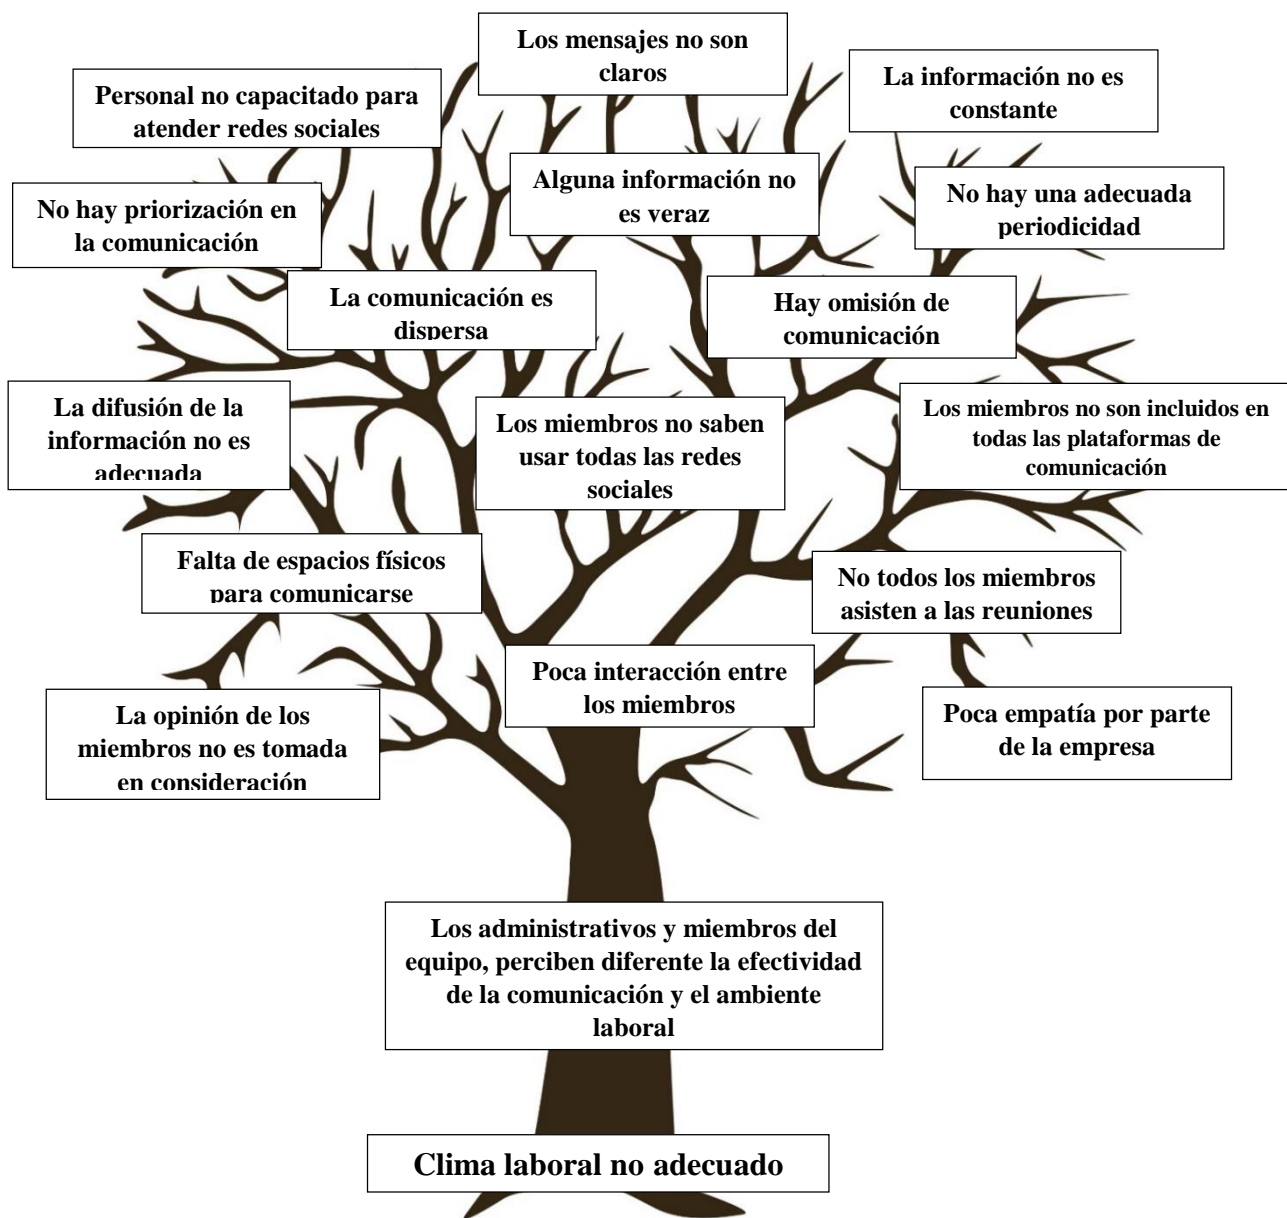 Los mensajes no son
claros
La información no es
constante
Personal no capacitado para
atender redes sociales
Alguna información no
es veraz
No hay una adecuada
periodicidad
No hay priorización en
la comunicación
La comunicación es
dispersa
Hay omisión de
comunicación
La difusión de la
información no es
adecuada
Los miembros no saben
usar todas las redes
sociales
Los miembros no son incluidos en
todas las plataformas de
comunicación
Falta de espacios físicos
para comunicarse
No todos los miembros
asisten a las reuniones
Poca interacción entre
los miembros
La opinión de los
miembros no es tomada
en consideración
Poca empatía por parte
de la empresa
Los administrativos y miembros del
equipo, perciben diferente la efectividad
de la comunicación y el ambiente
laboral
Clima laboral no adecuado